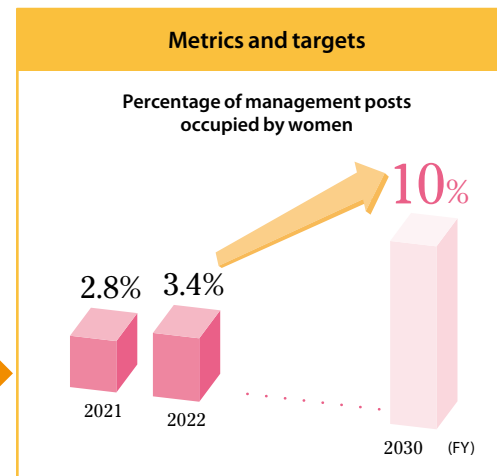 Metrics and targets
Percentage of management posts
occupied by women
10%
2.8%
3.4%
2021
2022
2030 (FY)